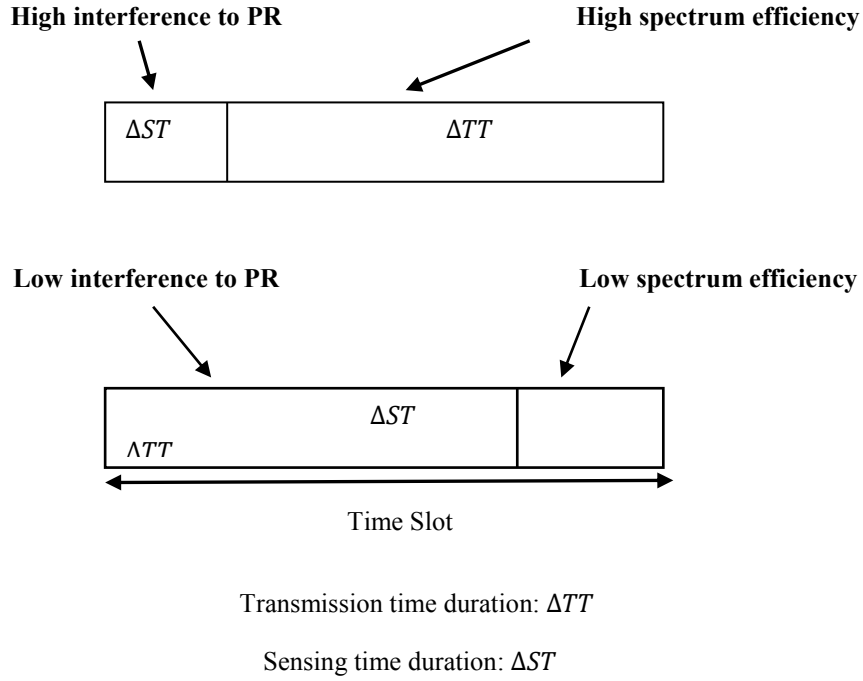 High interference to PR High spectrum efficiency
ΔST ΔTT
Low interference to PR Low spectrum efficiency
ΔST
ΔTT
Time Slot
Transmission time duration: ΔTT
Sensing time duration: ΔST